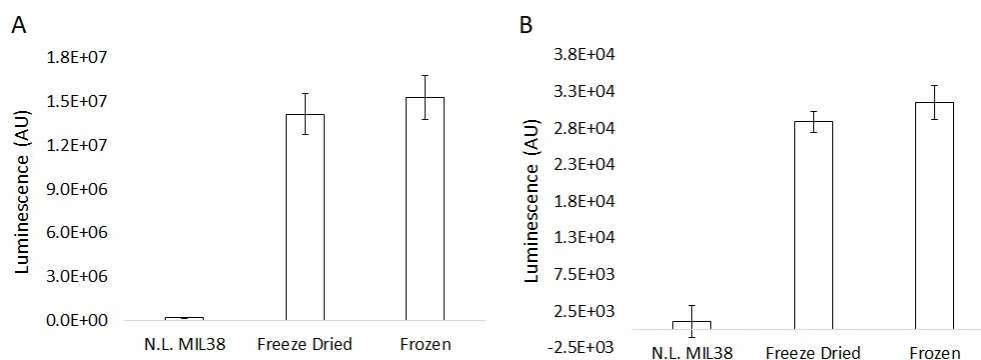 A
Luminescence (AU)
1.8E+07
1.5E+07
1.2E+07
9.0E+06
6.0E+06
3.0E+06
0.0E+00
N.L. MIL38 Freeze Dried Frozen
B
Luminescence (AU)
3.8E+04
3.3E+04
2.8E+04
2.3E+04
1.8E+04
1.3E+04
7.5E+03
2.5E+03
-2.5E+03
N.L. MIL38 Freeze Dried Frozen